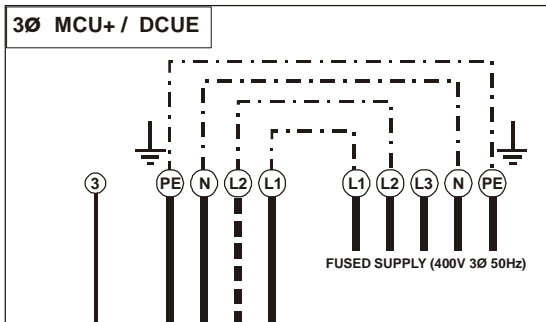 3Ø MCU+ / DCUE
3 PE N L2 L1 L1 L2 L3 N PE
FUSED SUPPLY (400V 3Ø 50Hz)